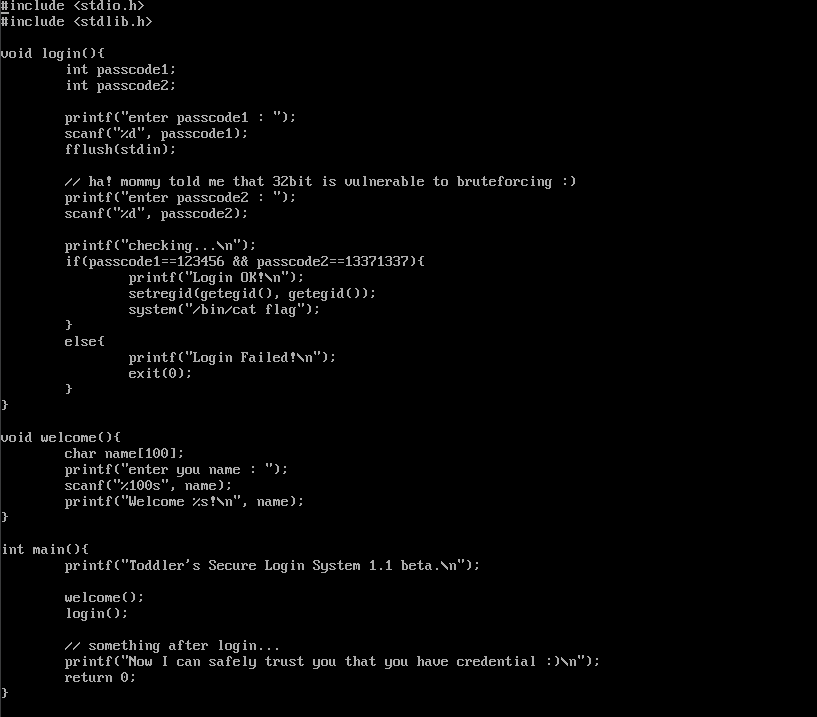 #include <stdio.h>
#include <stdlib.h>

void login(){
        int passcode1;
        int passcode2;

        printf("enter passcode1 : ");
        scanf("%d", passcode1);
        fflush(stdin);

        // ha! mommy told me that 32bit is vulnerable to bruteforcing :)
        printf("enter passcode2 : ");
        scanf("%d", passcode2);

        printf("checking...\n");
        if(passcode1==123456 && passcode2==13371337){
                printf("Login OK!\n");
                setregid(getegid(), getegid());
                system("/bin/cat flag");
        }
        else{
                printf("Login Failed!\n");
                exit(0);
        }
}

void welcome(){
        char name[100];
        printf("enter you name : ");
        scanf("%100s", name);
        printf("Welcome %s!\n", name);
}

int main(){
        printf("Toddler's Secure Login System 1.1 beta.\n");

        welcome();
        login();

        // something after login...
        printf("Now I can safely trust you that you have credential :)\n");
        return 0;
}